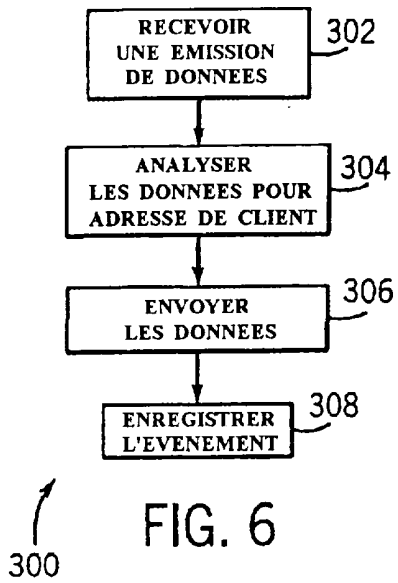 RECEVOIR
UNE EMISSION
DE DONNEES
302
ANALYSER
LES DONNEES POUR
ADRESSE DE CLIENT
304
ENVOYER
LES DONNEES
306
ENREGISTRER
L'EVENEMENT
308
300
FIG. 6